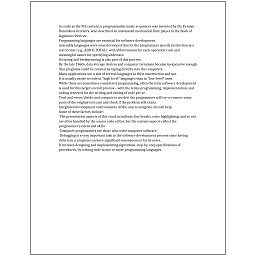 as early as the 9th century, a programmable music sequencer was invented by the Persian
Banu Musa brothers, who described an automated mechanical flute player in the Book of
Ingenious Devices.
Programming languages are essential for software development.
Assembly languages were soon developed that let the programmer specify instruction in a
text format (e.g., ADD X, TOTAL), with abbreviations for each operation code and
meaningful names for specifying addresses.
Scripting and breakpointing is also part of this process.
By the late 1960s, data storage devices and computer terminals became inexpensive enough
that programs could be created by typing directly into the computers.
Many applications use a mix of several languages in their construction and use.
It is usually easier to code in "high-level" languages than in "low-level" ones.
While these are sometimes considered programming, often the term software development
is used for this larger overall process – with the terms programming, implementation, and
coding reserved for the writing and editing of code per se.
Trial-and-error/divide-and-conquer is needed: the programmer will try to remove some
parts of the original test case and check if the problem still exists.
Integrated development environments (IDEs) aim to integrate all such help.
Some of these factors include:
The presentation aspects of this (such as indents, line breaks, color highlighting, and so on)
are often handled by the source code editor, but the content aspects reflect the
programmer's talent and skills.
Computer programmers are those who write computer software.
Debugging is a very important task in the software development process since having
defects in a program can have significant consequences for its users.
It involves designing and implementing algorithms, step-by-step specifications of
procedures, by writing code in one or more programming languages.